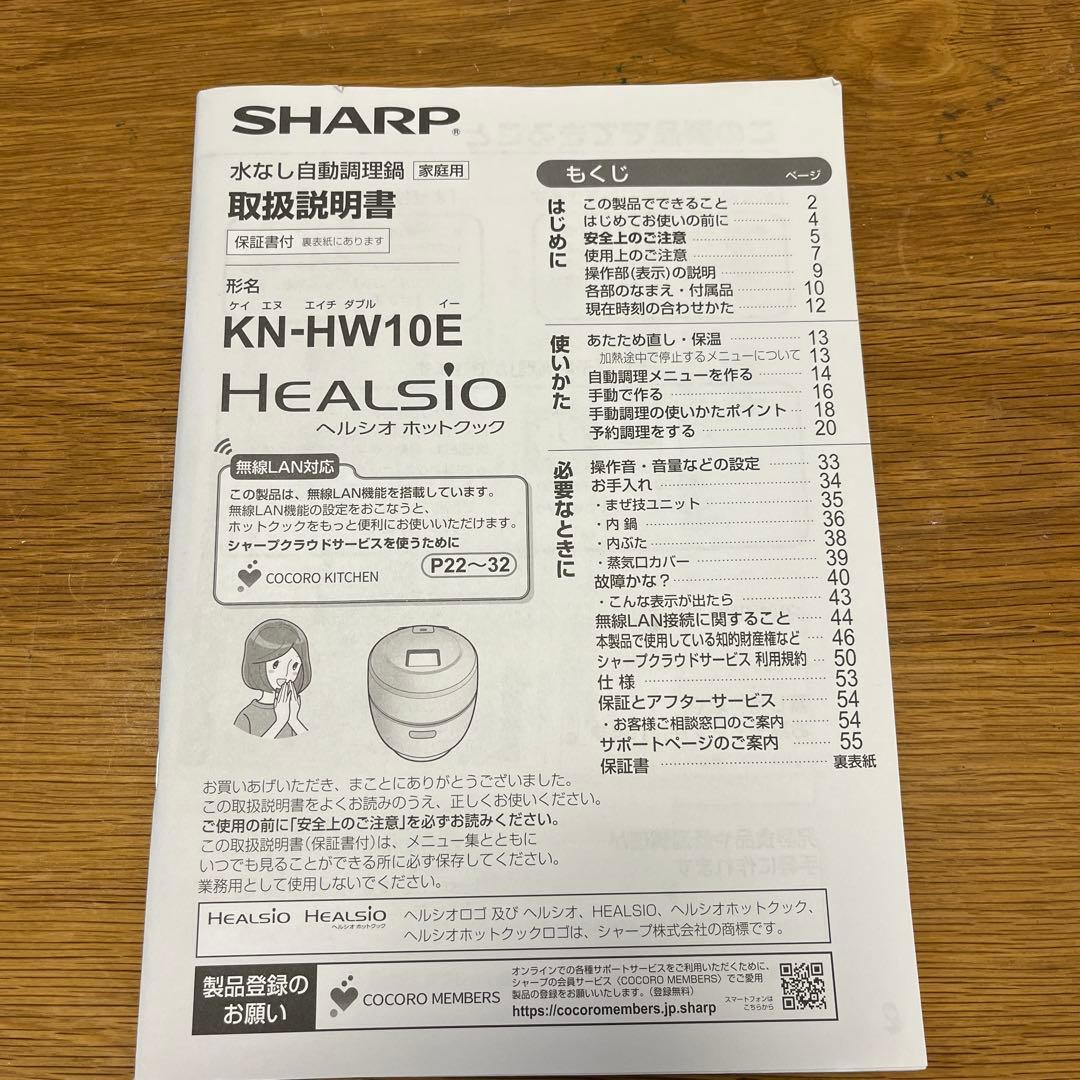 SHARP®
水なし自動調理鍋 家庭用
取扱説明書
保証書付 裏表紙にあります
形名
ケイ エヌ エイチ ダブル イー
KN-HW10E
HEALSiO
ヘルシオ ホットクック
無線LAN対応
この製品は、無線LAN機能を搭載しています。
無線LAN機能の設定をおこなうと、
ホットクックをもっと便利にお使いいただけます。
シャープクラウドサービスを使うために
COCORO KITCHEN P22〜32
もくじ ページ
はじめに
この製品でできること 2
はじめてお使いの前に 4
安全上のご注意 5
使用上のご注意 7
操作部(表示)の説明 9
各部のなまえ・付属品 10
現在時刻の合わせかた 12
使いかた
あたため直し・保温 13
加熱途中で停止するメニューについて 13
自動調理メニューを作る 14
手動で作る 16
手動調理の使いかたポイント 18
予約調理をする 20
必要なときに
操作音・音量などの設定 33
お手入れ 34
・まぜ技ユニット 35
・内鍋 36
・内ぶた 38
・蒸気口カバー 39
故障かな? 40
・こんな表示が出たら 43
無線LAN接続に関すること 44
本製品で使用している知的財産権など 46
シャープクラウドサービス 利用規約 50
仕様 53
保証とアフターサービス 54
・お客様ご相談窓口のご案内 54
サポートページのご案内 55
保証書 裏表紙
お買いあげいただき、まことにありがとうございました。
この取扱説明書をよくお読みのうえ、正しくお使いください。
ご使用の前に「安全上のご注意」を必ずお読みください。
この取扱説明書(保証書付)は、メニュー集とともに
いつでも見ることができる所に必ず保存してください。
業務用として使用しないでください。
HEALSiO HEALSiO
ヘルシオ ホットクック
ヘルシオロゴ 及び ヘルシオ、HEALSIO、ヘルシオホットクック、
ヘルシオホットクックロゴは、シャープ株式会社の商標です。
製品登録の
お願い
COCORO MEMBERS
オンラインでの各種サポートサービスをご利用いただくために、
シャープの会員サービス〈COCORO MEMBERS〉でご愛用
製品の登録をお願いいたします。(登録無料)
https://cocoromembers.jp.sharp
スマートフォンは
こちらから